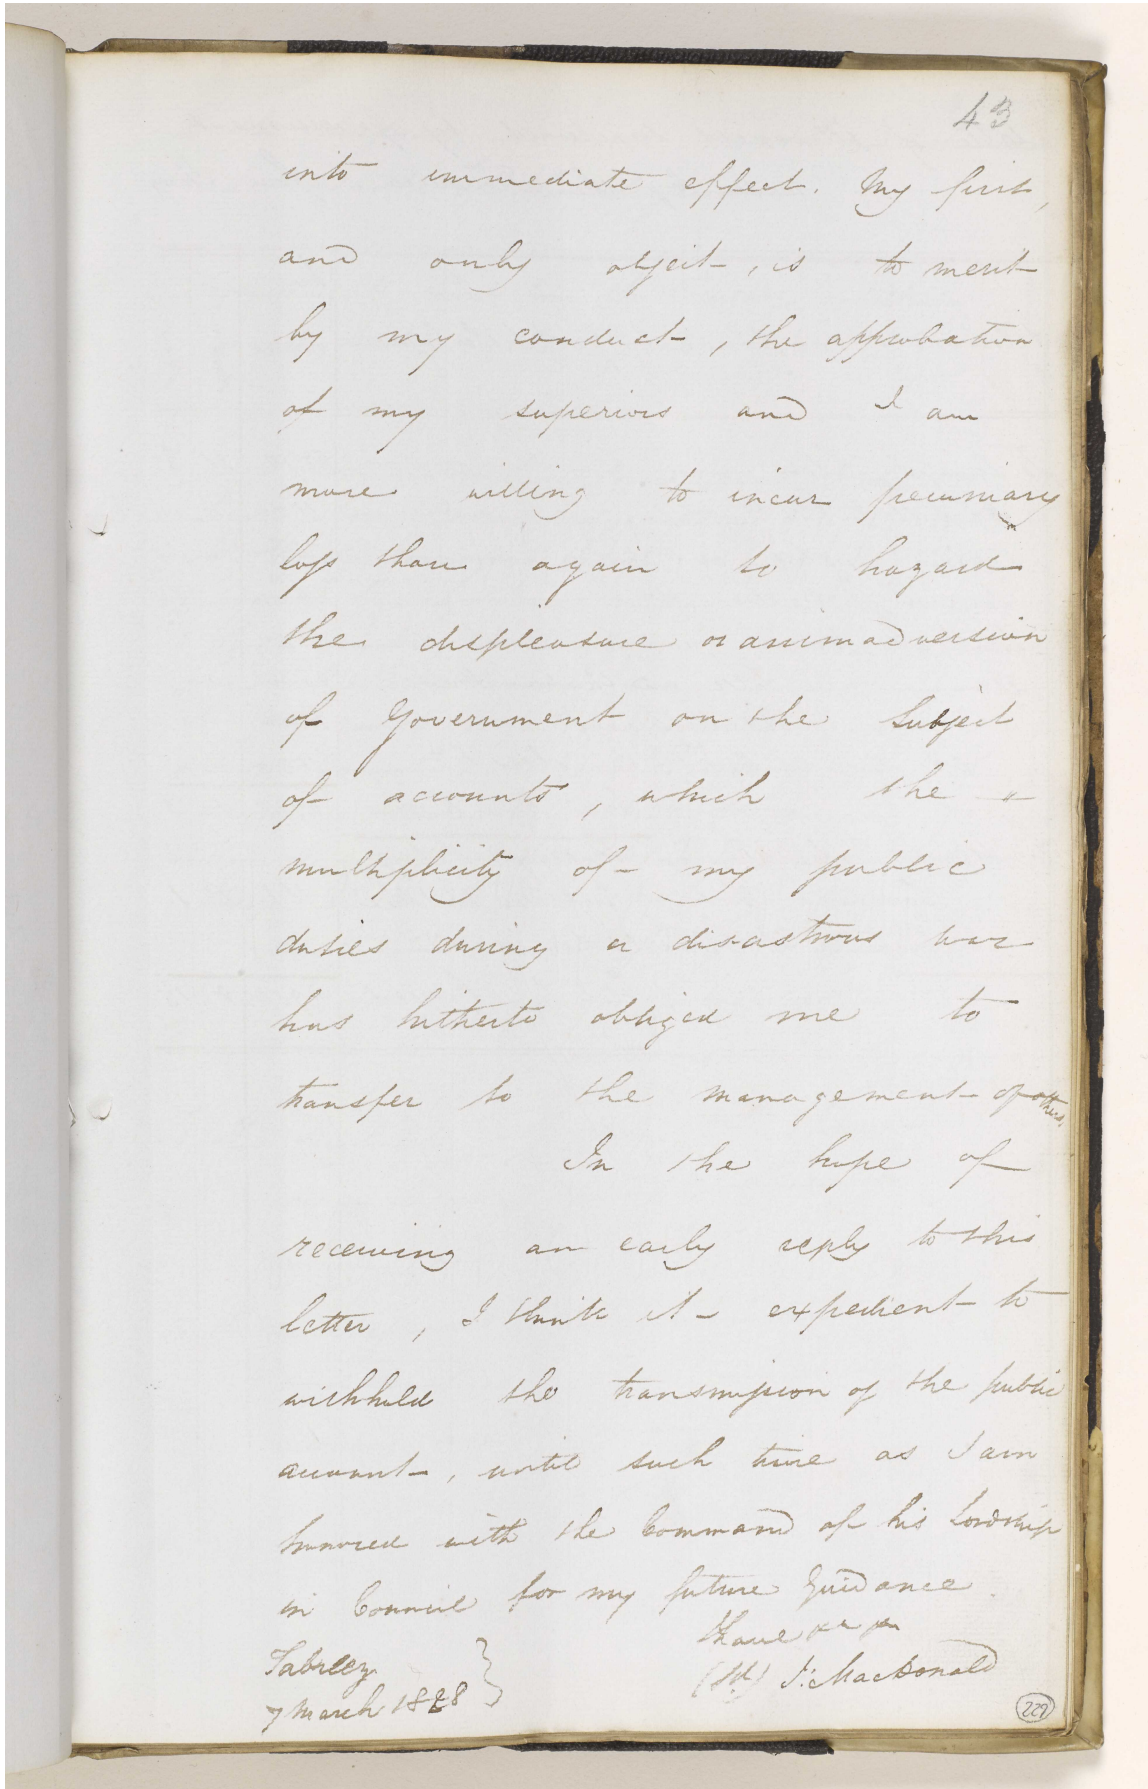 43
into immediate effect. My first,
and only object, is to merit
by my conduct, the approbation
of my superiors and I am
more willing to incur pecuniary
loss than again to hazard
the displeasure or animadversion
of Government on the Subject
of accounts, which the "
multiplicity of my public
duties during a disastrous war
has hitherto obliged me to
transfer to the management of others.
In the hope of
receiving an early reply to this
letter, I think it expedient to
withhold the transmission of the public
account, until such time as I am
honored with the Command of his Lordship
in Council for my future Guidance.
I have
Tabreez (Sd) J: MacDonald
7 March 1828
229